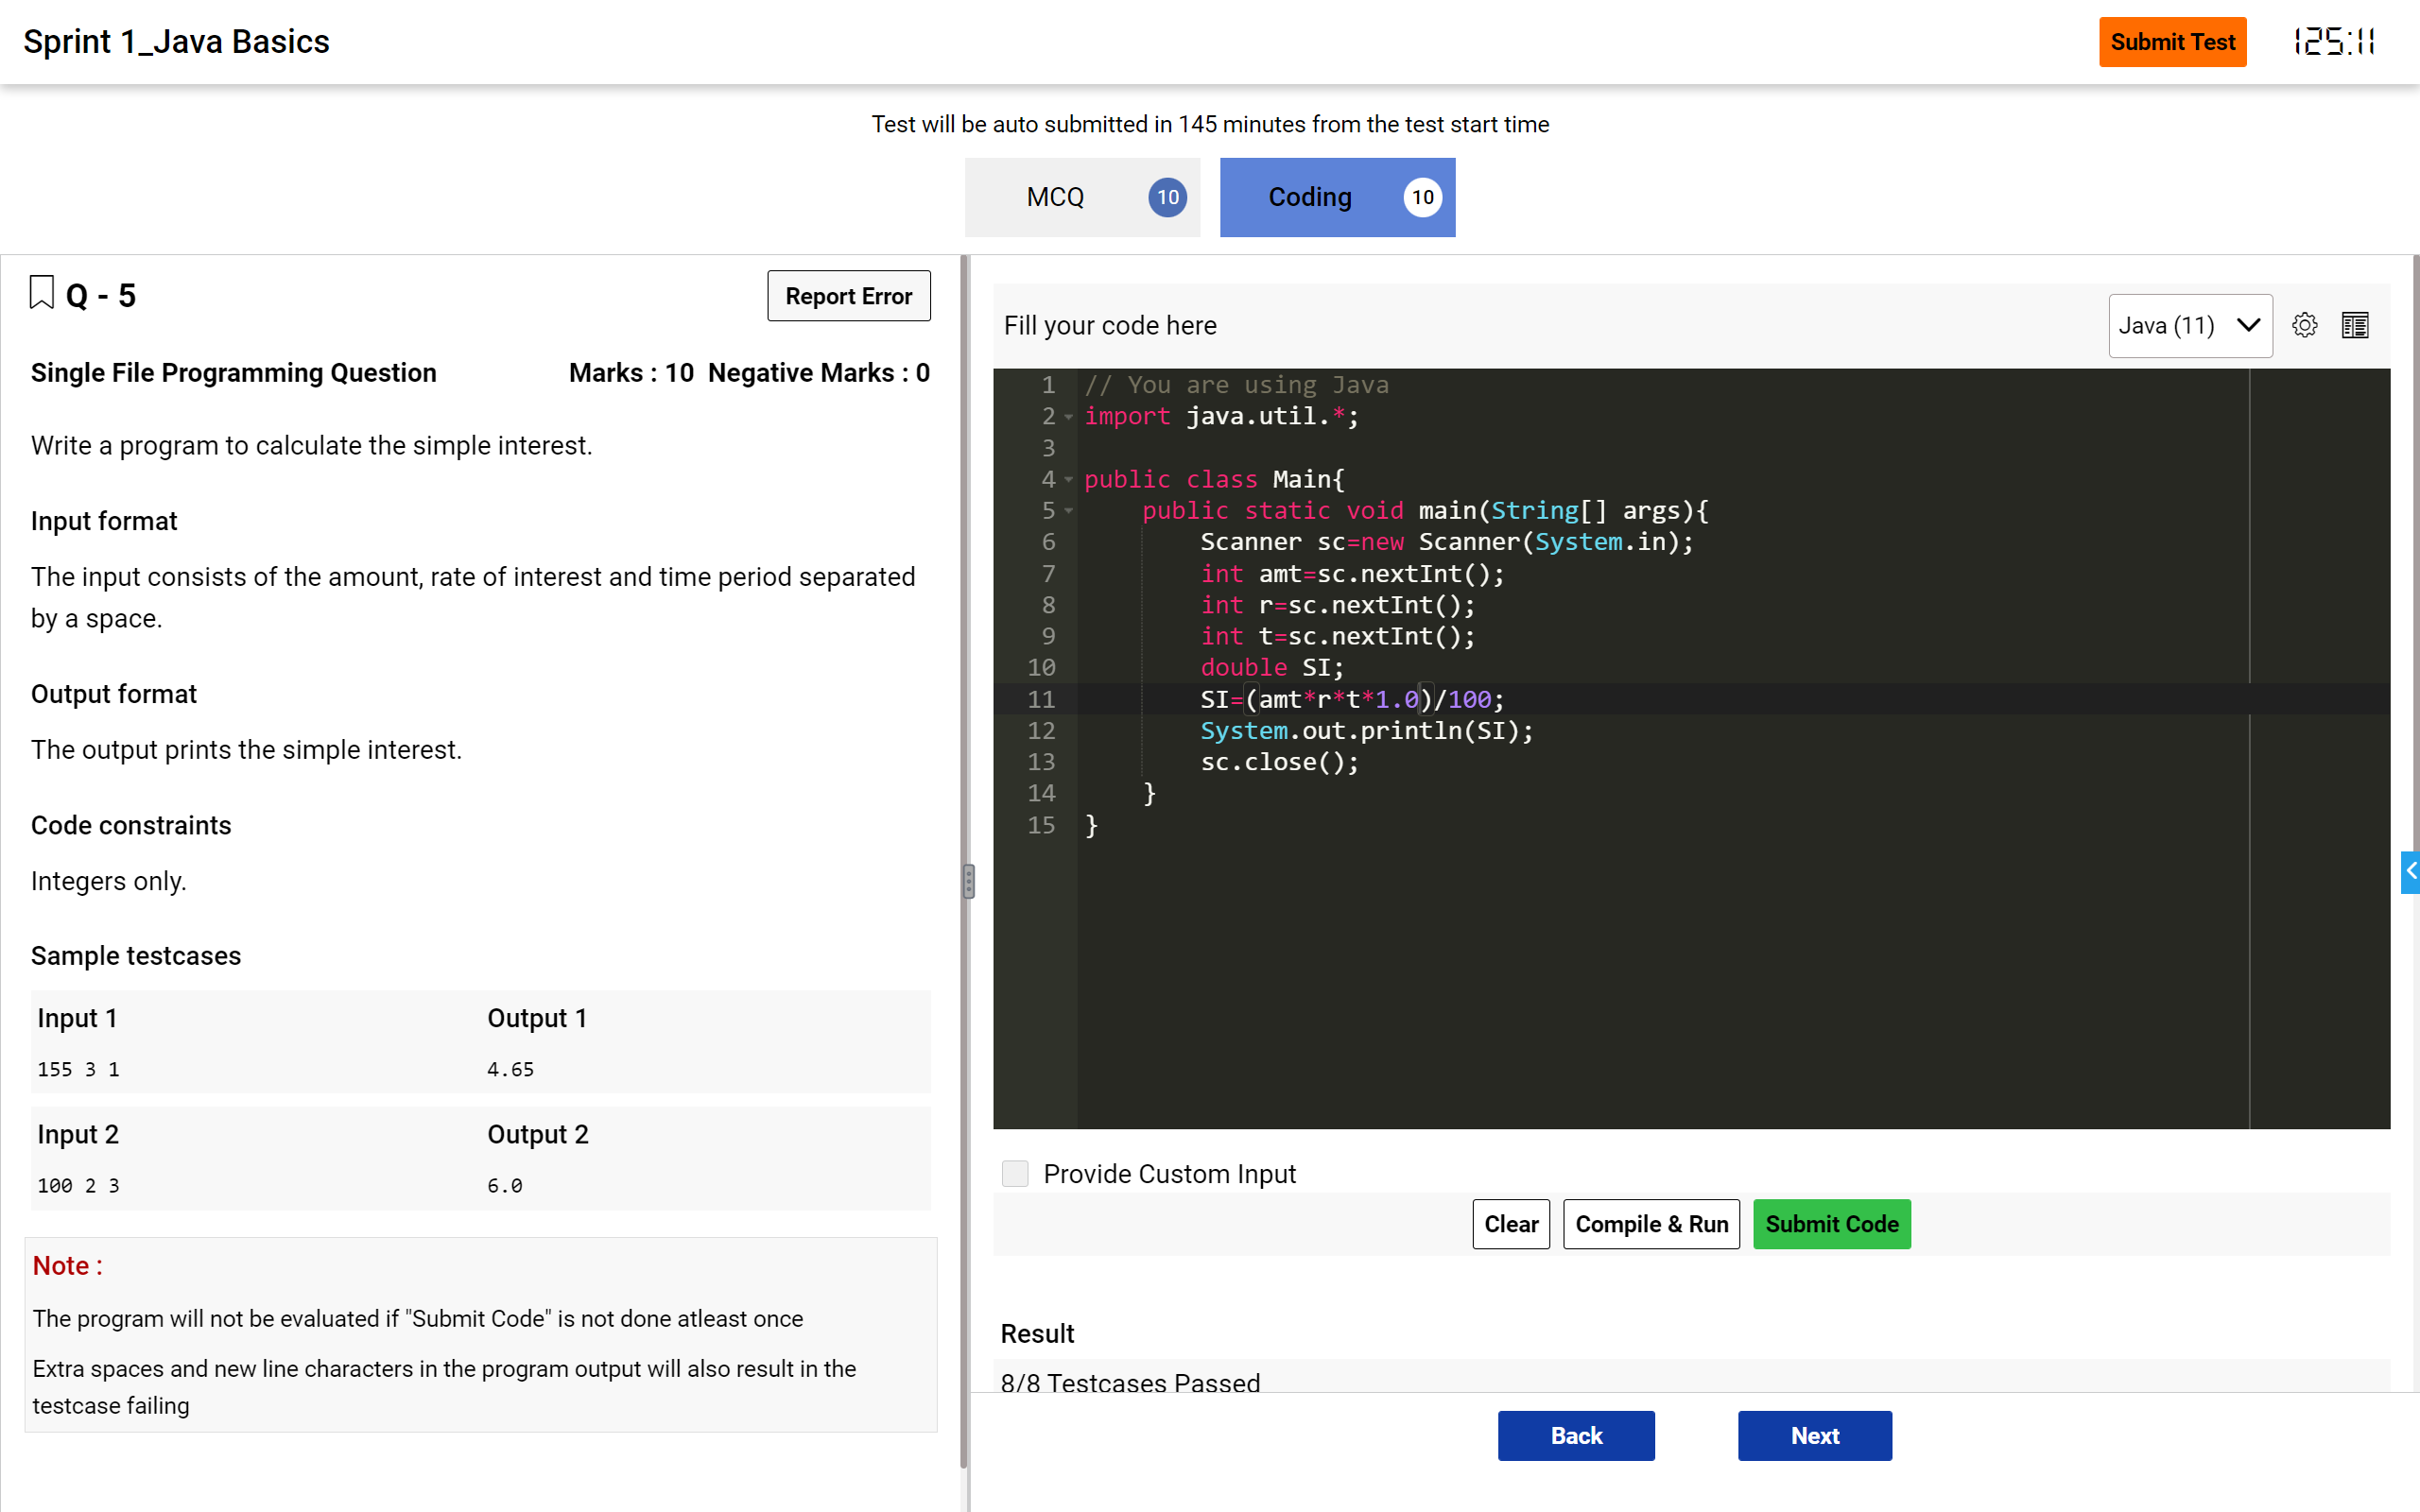 Sprint 1_Java Basics
Submit Test
125:11
Test will be auto submitted in 145 minutes from the test start time
MCQ 10
Coding 10
Q - 5
Report Error
Single File Programming Question
Marks : 10 Negative Marks : 0
Write a program to calculate the simple interest.
Input format
The input consists of the amount, rate of interest and time period separated
by a space.
Output format
The output prints the simple interest.
Code constraints
Integers only.
Sample testcases
Input 1 Output 1
155 3 1 4.65
Input 2 Output 2
100 2 3 6.0
Note :
The program will not be evaluated if "Submit Code" is not done atleast once
Extra spaces and new line characters in the program output will also result in the
testcase failing
Fill your code here
Java (11)
1 // You are using Java
2 import java.util.*;
3
4 public class Main{
5 public static void main(String[] args){
6 Scanner sc=new Scanner(System.in);
7 int amt=sc.nextInt();
8 int r=sc.nextInt();
9 int t=sc.nextInt();
10 double SI;
11 SI=(amt*r*t*1.0)/100;
12 System.out.println(SI);
13 sc.close();
14 }
15 }
Provide Custom Input
Clear
Compile & Run
Submit Code
Result
8/8 Testcases Passed
Back
Next